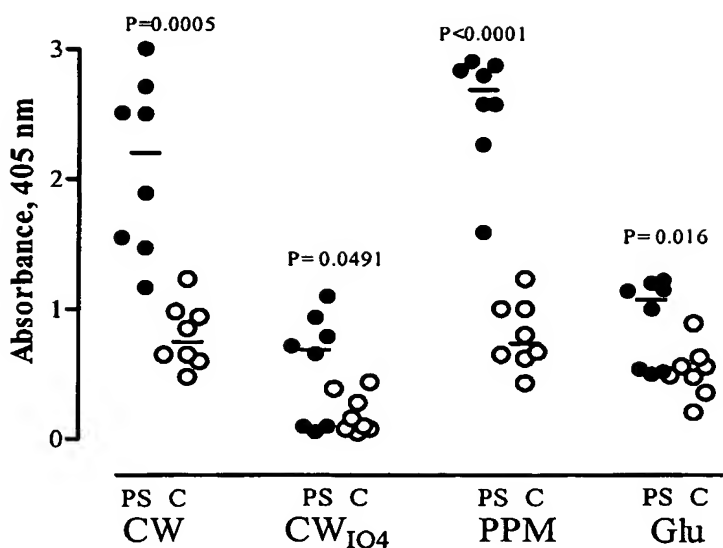 P=0.0005
P<0.0001
P= 0.0491
P= 0.016
Absorbance, 405 nm
3
2
1
0
PS C PS C PS C PS C
CW CW_IO4 PPM Glu